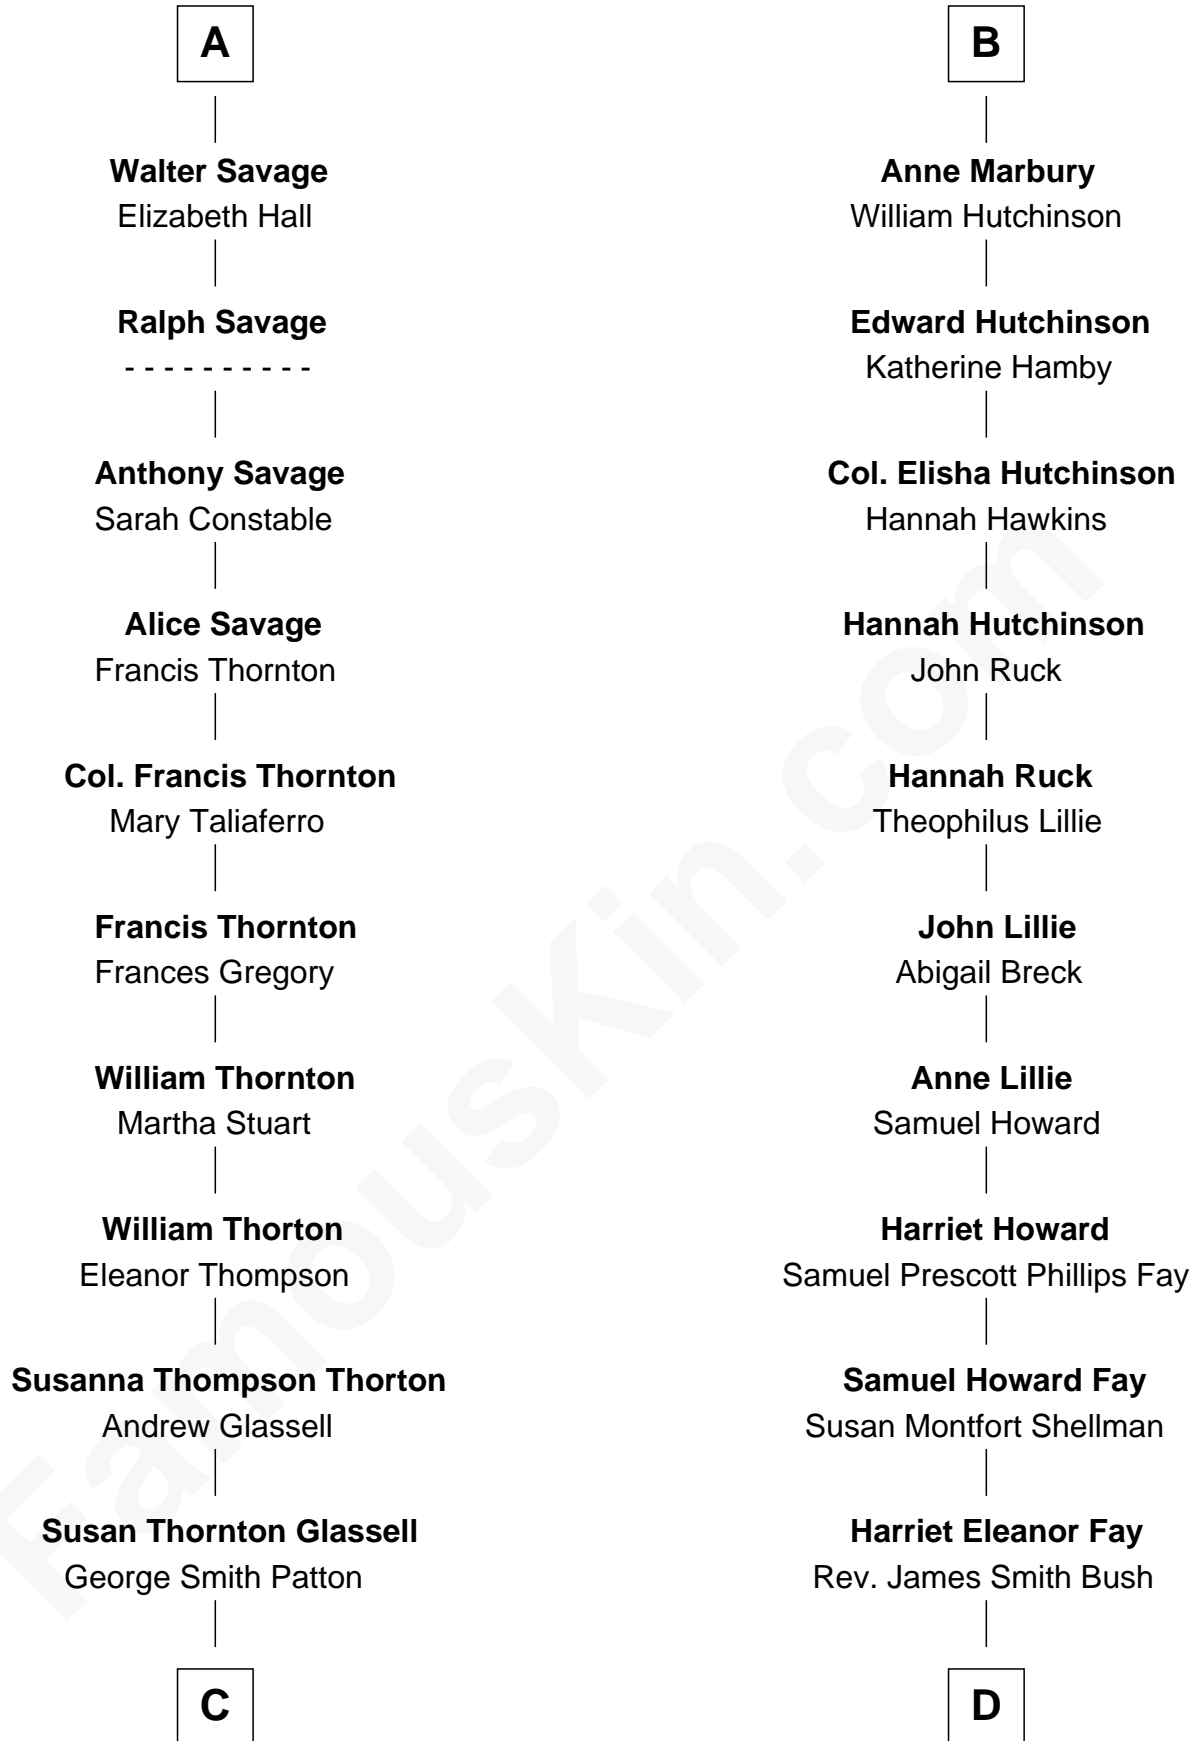 A
Walter Savage
Elizabeth Hall
Ralph Savage
- - - - - - - - - -
Anthony Savage
Sarah Constable
Alice Savage
Francis Thornton
Col. Francis Thornton
Mary Taliaferro
Francis Thornton
Frances Gregory
William Thornton
Martha Stuart
William Thorton
Eleanor Thompson
Susanna Thompson Thorton
Andrew Glassell
Susan Thornton Glassell
George Smith Patton
C
B
Anne Marbury
William Hutchinson
Edward Hutchinson
Katherine Hamby
Col. Elisha Hutchinson
Hannah Hawkins
Hannah Hutchinson
John Ruck
Hannah Ruck
Theophilus Lillie
John Lillie
Abigail Breck
Anne Lillie
Samuel Howard
Harriet Howard
Samuel Prescott Phillips Fay
Samuel Howard Fay
Susan Montfort Shellman
Harriet Eleanor Fay
Rev. James Smith Bush
D
FamousKin.com